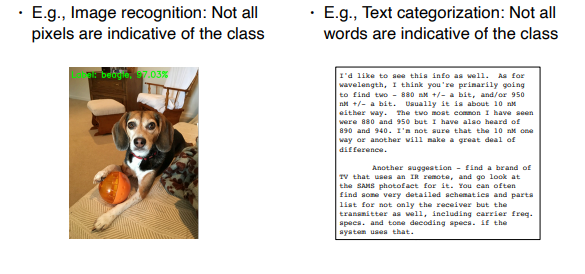 • E.g., Image recognition: Not all
pixels are indicative of the class
Label: beagle, 97.03%
• E.g., Text categorization: Not all
words are indicative of the class
I'd like to see this info as well.  As for
wavelength, I think you're primarily going
to find two - 880 nM +/- a bit, and/or 950
nM +/- a bit.  Usually it is about 10 nM
either way.  The two most common I have seen
were 880 and 950 but I have also heard of
890 and 940. I'm not sure that the 10 nM one
way or another will make a great deal of
difference.
Another suggestion - find a brand of
TV that uses an IR remote, and go look at
the SAMS photofact for it. You can often
find some very detailed schematics and parts
list for not only the receiver but the
transmitter as well, including carrier freq.
specs. and tone decoding specs. if the
system uses that.